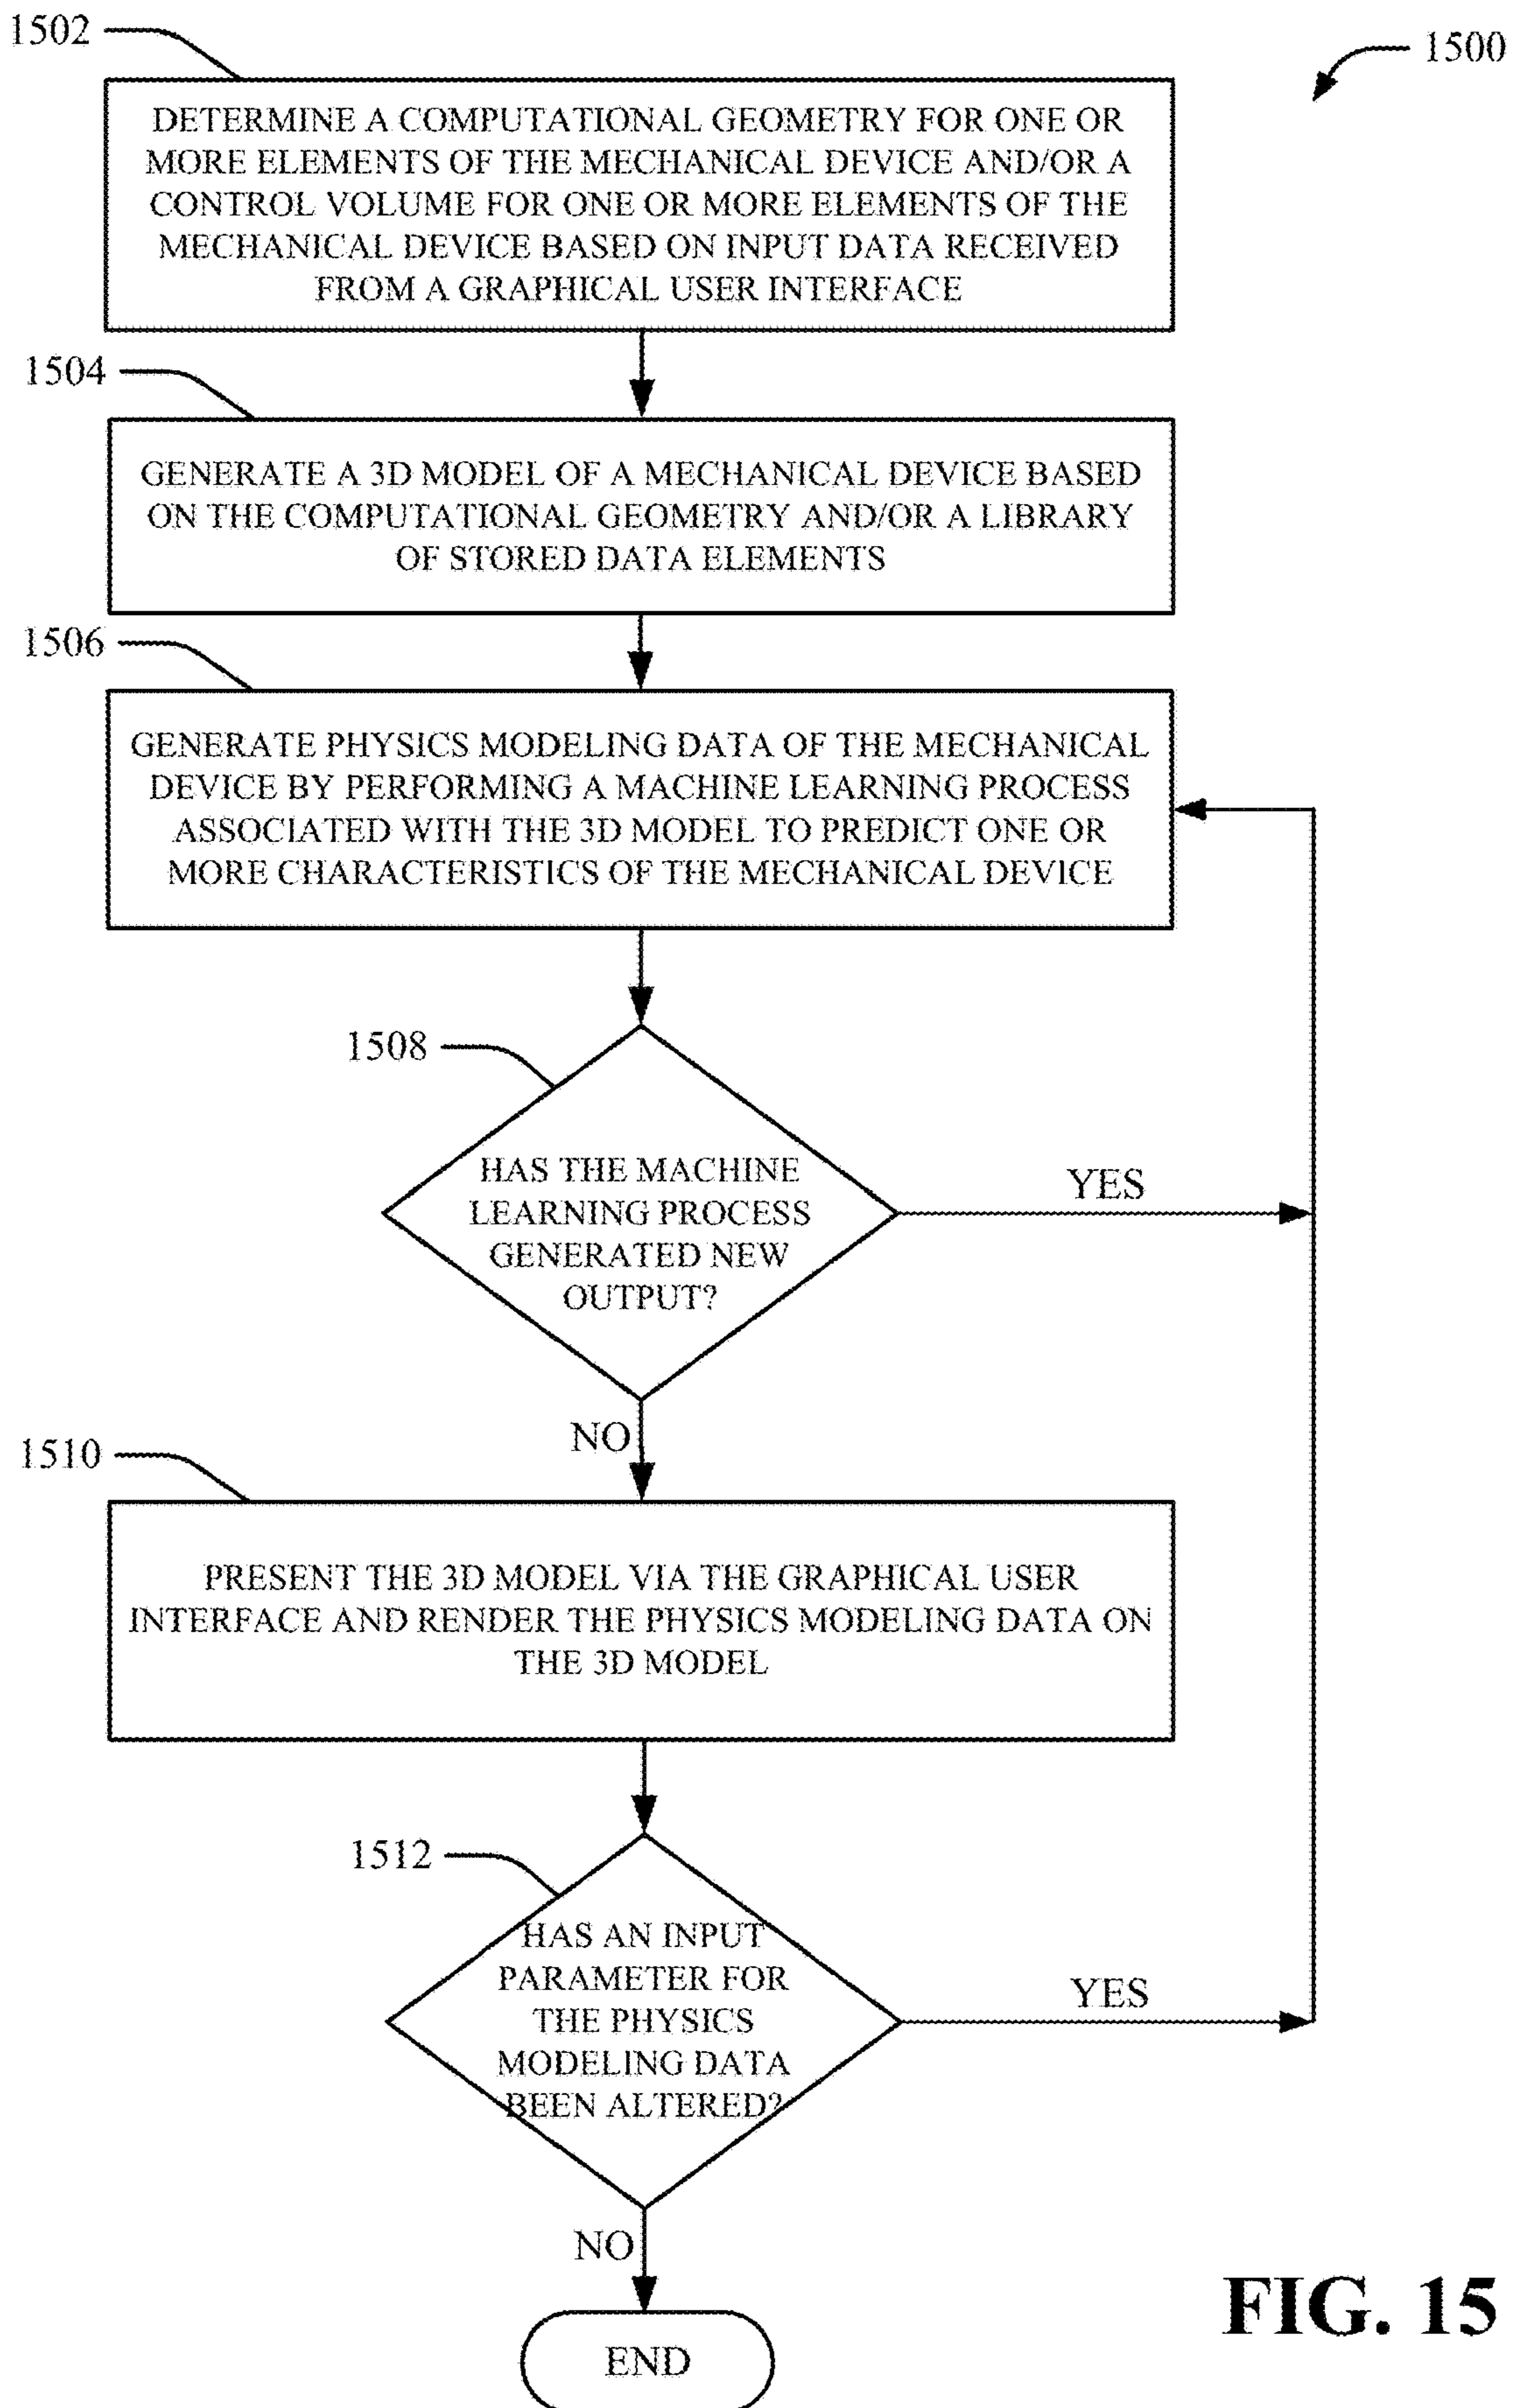 1502
1500
DETERMINE A COMPUTATIONAL GEOMETRY FOR ONE OR
MORE ELEMENTS OF THE MECHANICAL DEVICE AND/OR A
CONTROL VOLUME FOR ONE OR MORE ELEMENTS OF THE
MECHANICAL DEVICE BASED ON INPUT DATA RECEIVED
FROM A GRAPHICAL USER INTERFACE
1504
GENERATE A 3D MODEL OF A MECHANICAL DEVICE BASED
ON THE COMPUTATIONAL GEOMETRY AND/OR A LIBRARY
OF STORED DATA ELEMENTS
1506
GENERATE PHYSICS MODELING DATA OF THE MECHANICAL
DEVICE BY PERFORMING A MACHINE LEARNING PROCESS
ASSOCIATED WITH THE 3D MODEL TO PREDICT ONE OR
MORE CHARACTERISTICS OF THE MECHANICAL DEVICE
1508
HAS THE MACHINE
LEARNING PROCESS
GENERATED NEW
OUTPUT?
YES
NO
1510
PRESENT THE 3D MODEL VIA THE GRAPHICAL USER
INTERFACE AND RENDER THE PHYSICS MODELING DATA ON
THE 3D MODEL
1512
HAS AN INPUT
PARAMETER FOR
THE PHYSICS
MODELING DATA
BEEN ALTERED?
YES
NO
END
FIG. 15